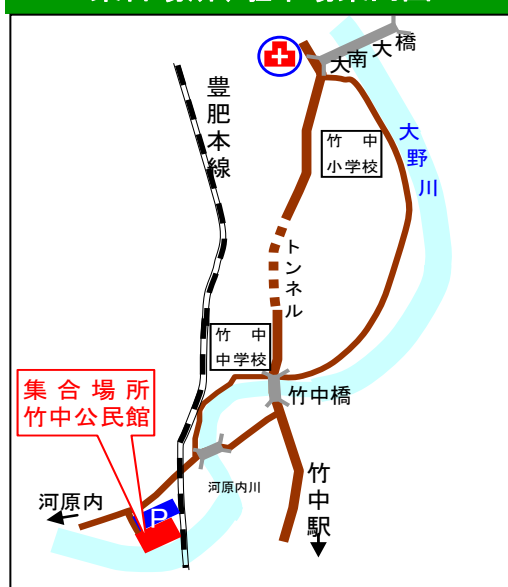 大南大橋
豊肥本線
大野川
竹中
小学校
トンネル
竹中
中学校
集合場所
竹中公民館
竹中橋
河原内川
河原内
P
竹中駅